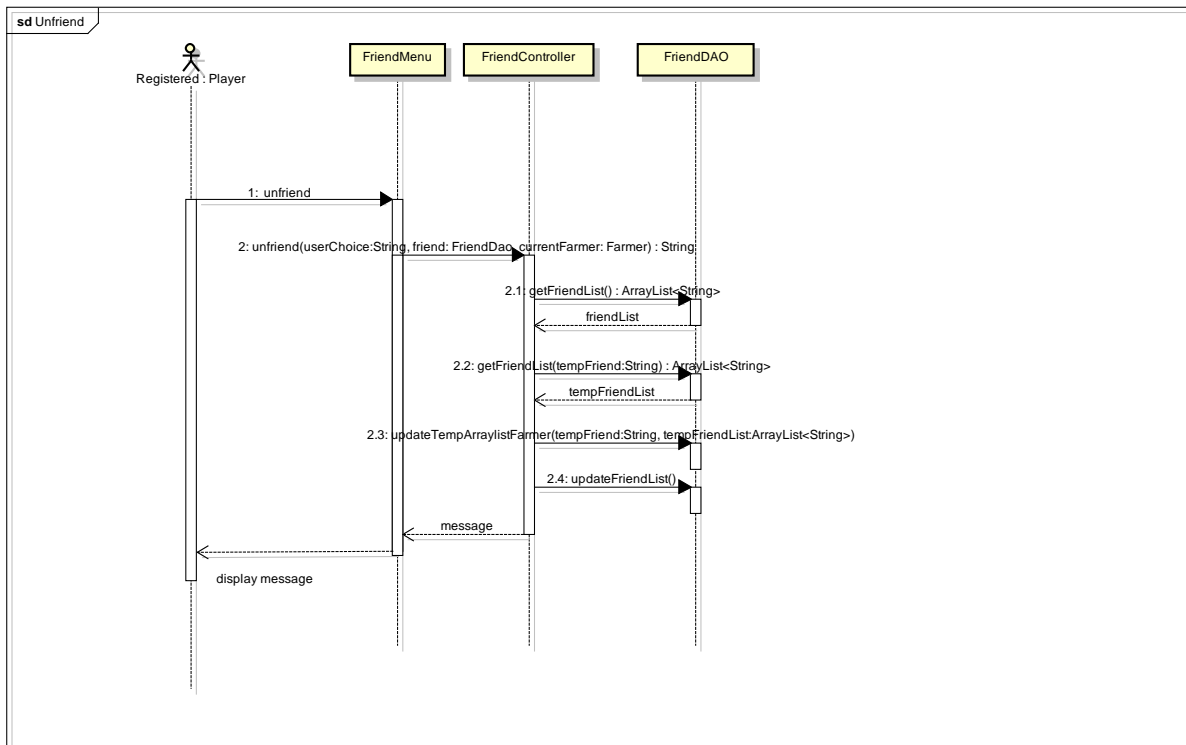 sd Unfriend
Registered : Player
FriendMenu
FriendController
FriendDAO
1: unfriend
2: unfriend(userChoice:String, friend: FriendDao, currentFarmer: Farmer) : String
2.1: getFriendList() : ArrayList<String>
friendList
2.2: getFriendList(tempFriend:String) : ArrayList<String>
tempFriendList
2.3: updateTempArraylistFarmer(tempFriend:String, tempFriendList:ArrayList<String>)
2.4: updateFriendList()
message
display message